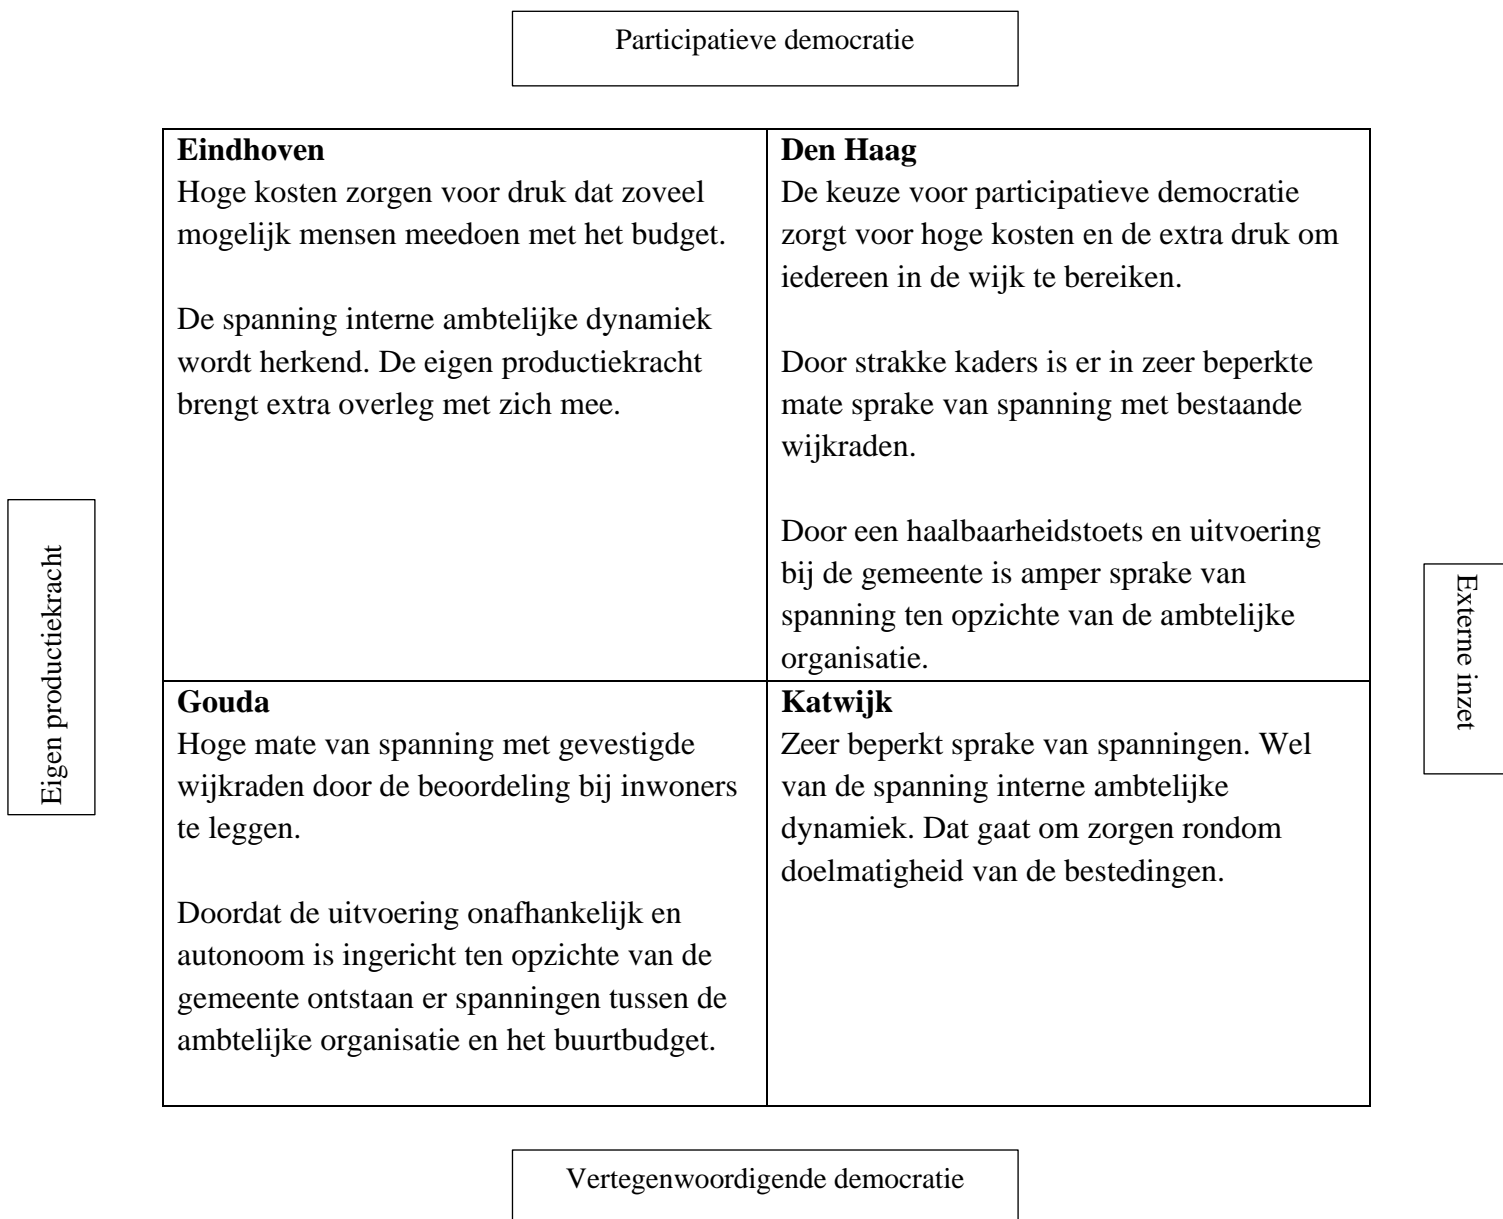 Participatieve democratie
Eindhoven
Hoge kosten zorgen voor druk dat zoveel
mogelijk mensen meedoen met het budget.
De spanning interne ambtelijke dynamiek
wordt herkend. De eigen productiekracht
brengt extra overleg met zich mee.
Den Haag
De keuze voor participatieve democratie
zorgt voor hoge kosten en de extra druk om
iedereen in de wijk te bereiken.
Door strakke kaders is er in zeer beperkte
mate sprake van spanning met bestaande
wijkraden.
Door een haalbaarheidstoets en uitvoering
bij de gemeente is amper sprake van
spanning ten opzichte van de ambtelijke
organisatie.
Eigen productiekracht
Externe inzet
Gouda
Hoge mate van spanning met gevestigde
wijkraden door de beoordeling bij inwoners
te leggen.
Doordat de uitvoering onafhankelijk en
autonoom is ingericht ten opzichte van de
gemeente ontstaan er spanningen tussen de
ambtelijke organisatie en het buurtbudget.
Katwijk
Zeer beperkt sprake van spanningen. Wel
van de spanning interne ambtelijke
dynamiek. Dat gaat om zorgen rondom
doelmatigheid van de bestedingen.
Vertegenwoordigende democratie